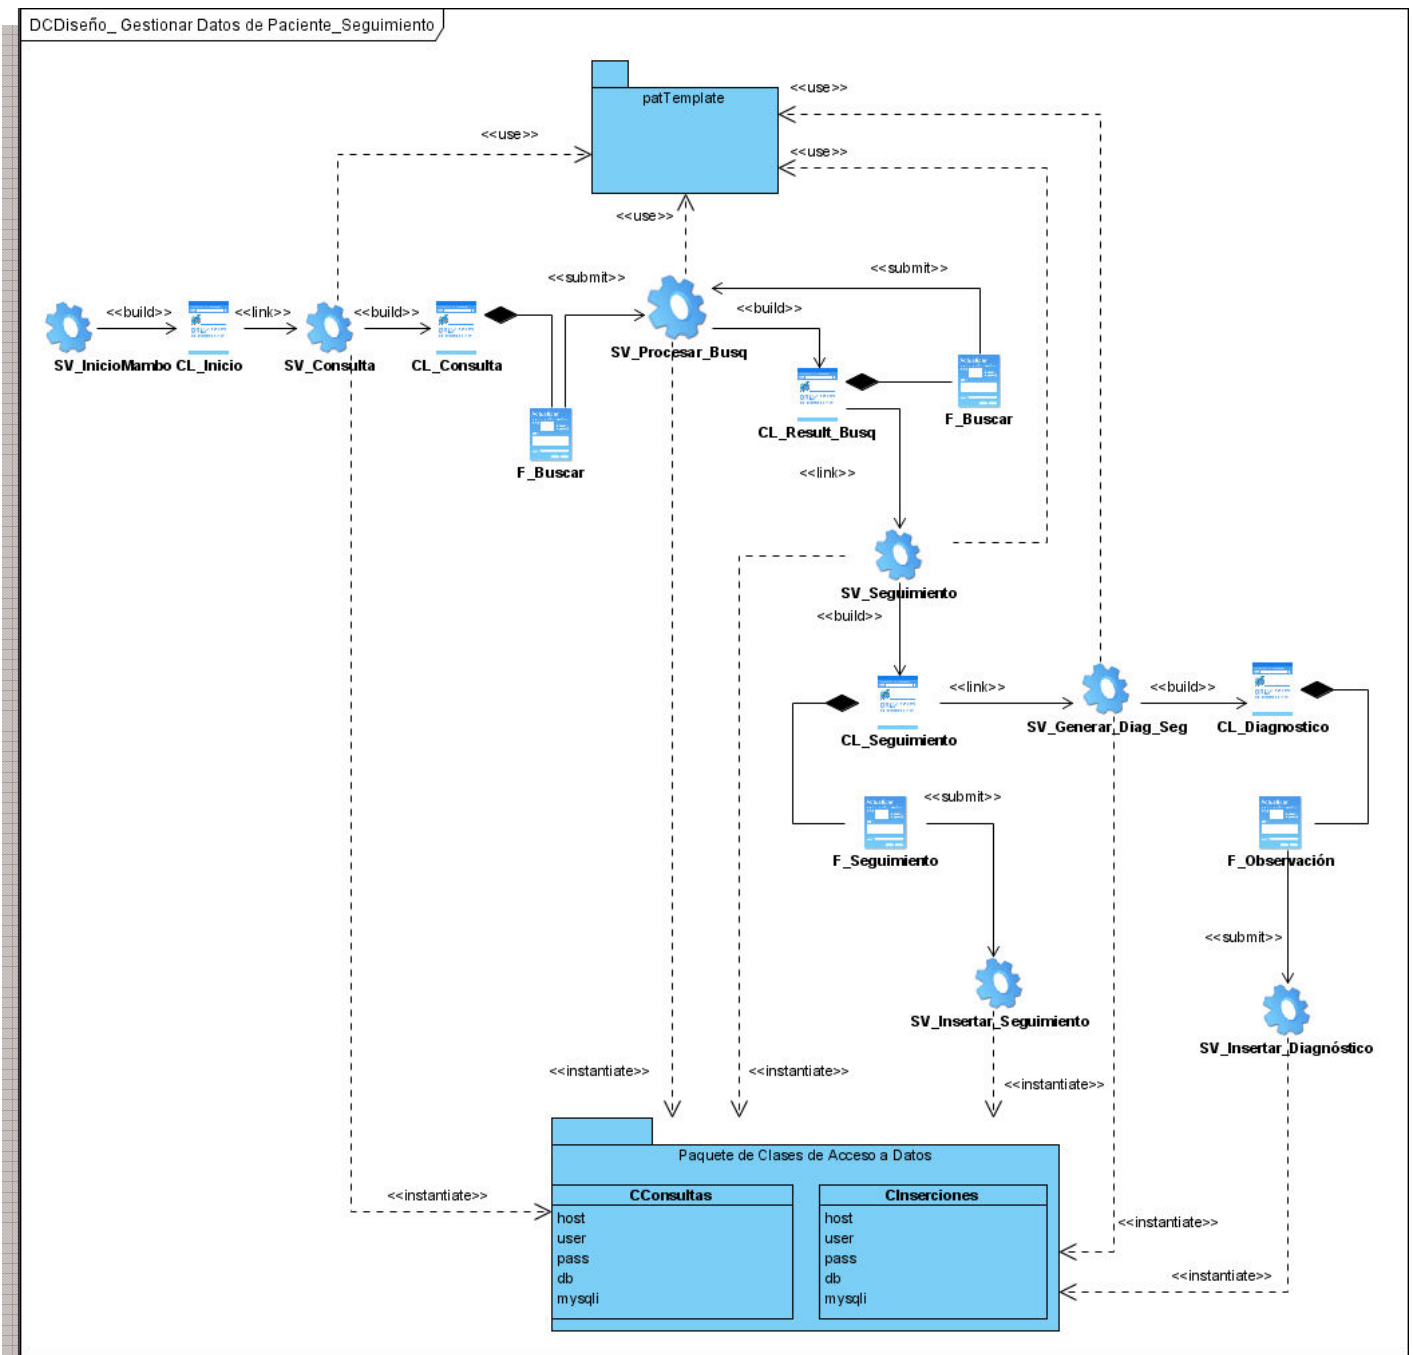 DCDiseño_ Gestionar Datos de Paciente_Seguimiento
patTemplate
<<use>>
<<use>>
<<use>>
<<use>>
<<submit>>
<<submit>>
<<build>>
<<link>>
<<build>>
<<build>>
SV_InicioMambo
CL_Inicio
SV_Consulta
CL_Consulta
SV_Procesar_Busq
F_Buscar
CL_Result_Busq
F_Buscar
<<link>>
SV_Seguimiento
<<build>>
<<link>>
<<build>>
CL_Seguimiento
SV_Generar_Diag_Seg
CL_Diagnostico
<<submit>>
F_Seguimiento
F_Observación
<<submit>>
SV_Insertar_Seguimiento
SV_Insertar_Diagnóstico
<<instantiate>>
<<instantiate>>
<<instantiate>>
Paquete de Clases de Acceso a Datos
<<instantiate>>
CConsultas
host
user
pass
db
mysqli
CInserciones
host
user
pass
db
mysqli
<<instantiate>>
<<instantiate>>